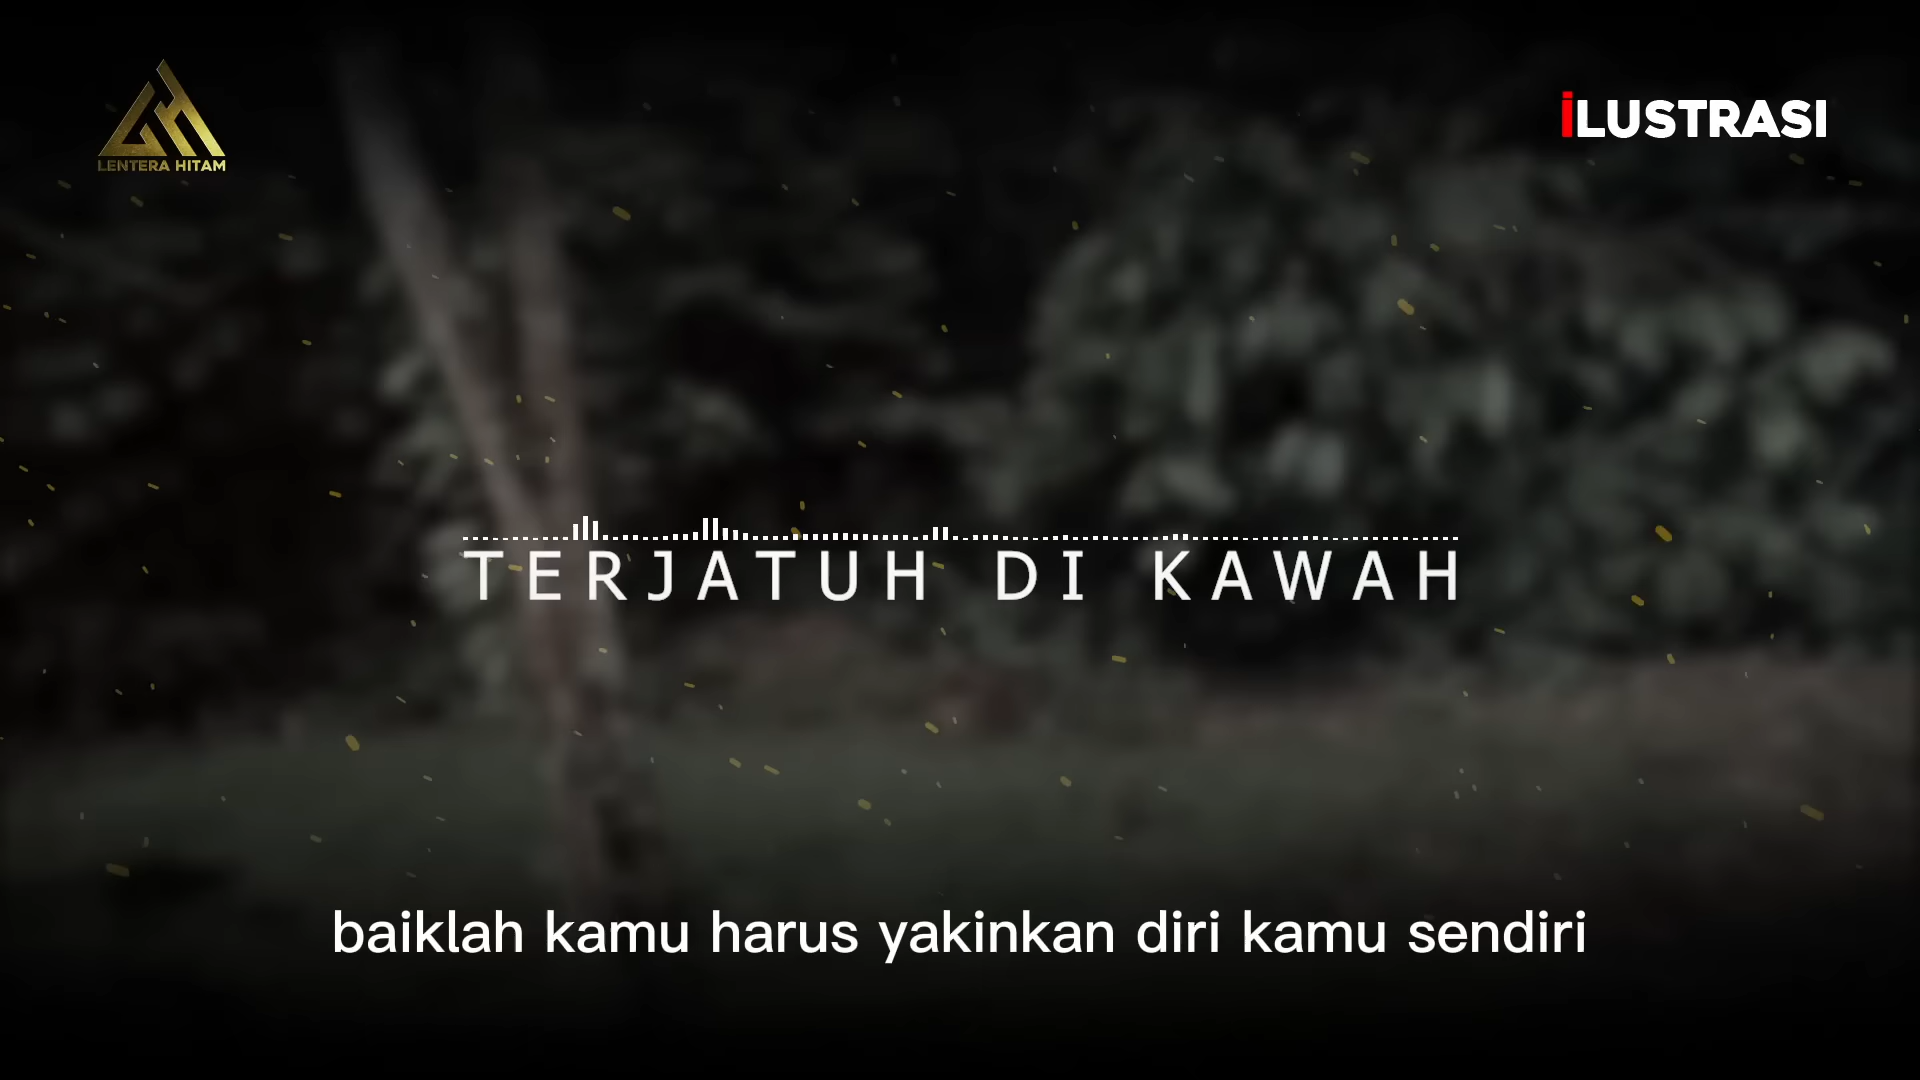 LENTERA HITAM
iLUSTRASI
TERJATUH DI KAWAH
baiklah kamu harus yakinkan diri kamu sendiri